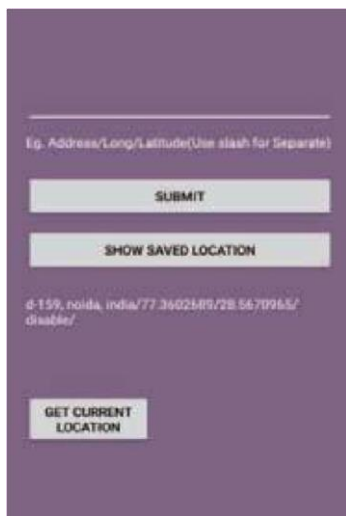 Eg. Address/Long/Latitude(Use slash for Separate)
SUBMIT
SHOW SAVED LOCATION
d-159, noida, india/77.3602689/28.5670965/
disable/
GET CURRENT
LOCATION